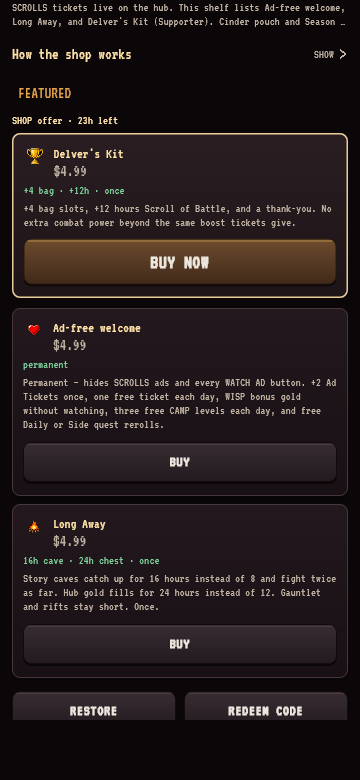 SCROLLS tickets live on the hub. This shelf lists Ad-free welcome,
Long Away, and Delver's Kit (Supporter). Cinder pouch and Season …
How the shop works
SHOW >
FEATURED
SHOP offer · 23h left
Delver's Kit
$4.99
+4 bag · +12h · once
+4 bag slots, +12 hours Scroll of Battle, and a thank-you. No
extra combat power beyond the same boost tickets give.
BUY NOW
Ad-free welcome
$4.99
permanent
Permanent - hides SCROLLS ads and every WATCH AD button. +2 Ad
Tickets once, one free ticket each day, WISP bonus gold
without watching, three free CAMP levels each day, and free
Daily or Side quest rerolls.
BUY
Long Away
$4.99
16h cave · 24h chest · once
Story caves catch up for 16 hours instead of 8 and fight twice
as far. Hub gold fills for 24 hours instead of 12. Gauntlet
and rifts stay short. Once.
BUY
RESTORE
REDEEM CODE